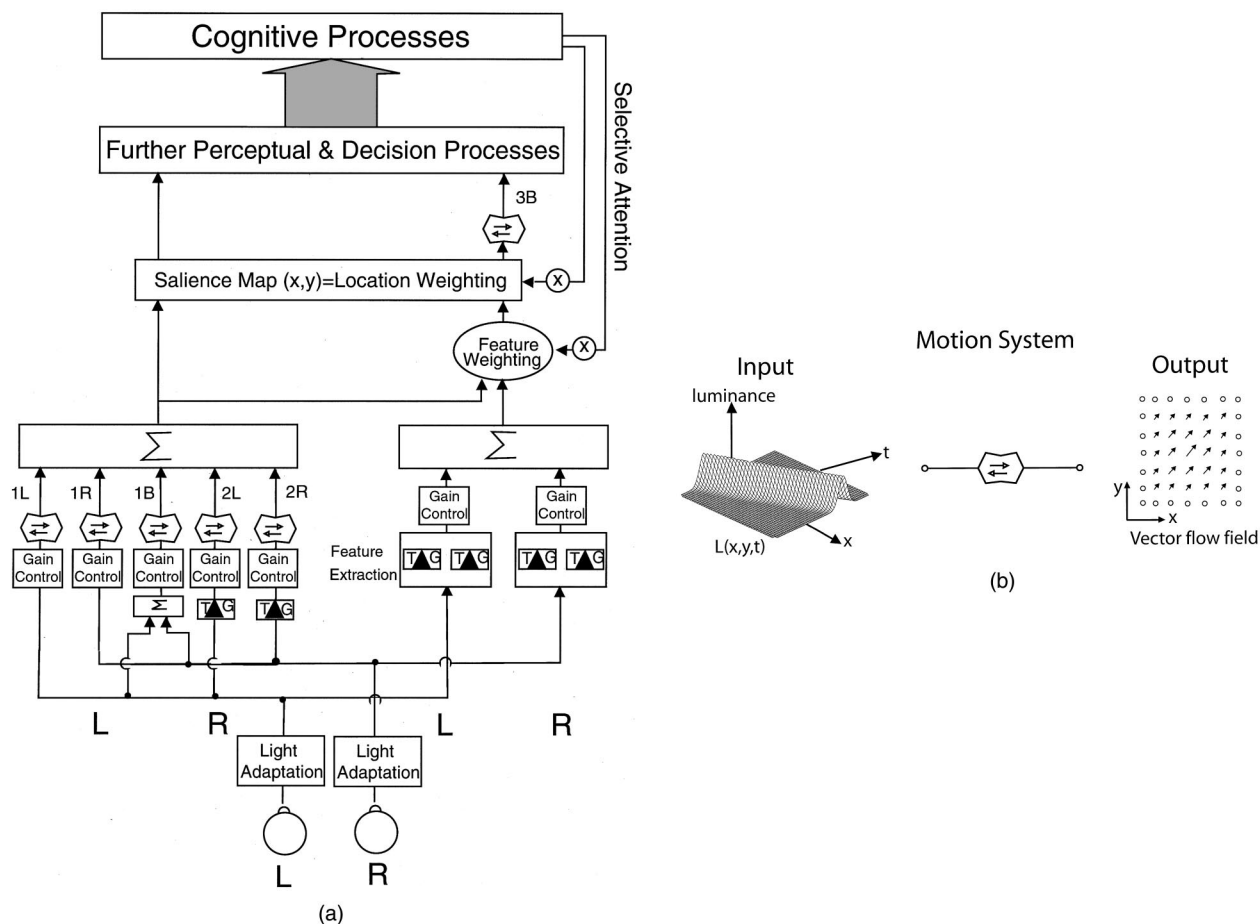 Cognitive Processes
Selective Attention
Further Perceptual & Decision Processes
3B
Salience Map (x,y)=Location Weighting
X
Feature
Weighting
X
Σ
Σ
1L
1R
1B
2L
2R
Gain
Control
Gain
Control
Gain
Control
Gain
Control
Gain
Control
Gain
Control
Gain
Control
Feature
Extraction
T G
T G
T G
T G
Σ
T G
T G
L
R
L
R
Light
Adaptation
Light
Adaptation
L
R
(a)
Motion System
Input
luminance
t
x
L(x,y,t)
Output
y
x
Vector flow field
(b)